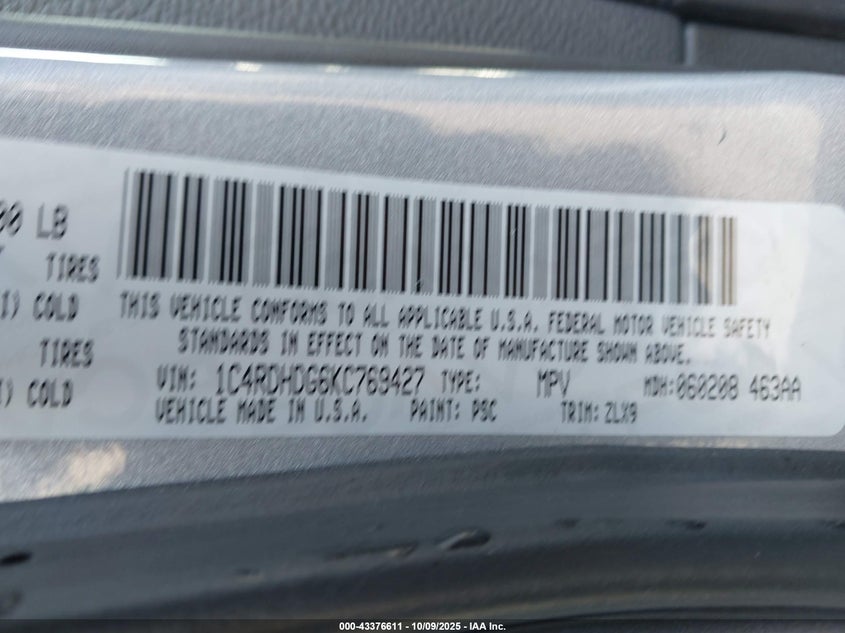 00 LB
TIRES
I) COLD
TIRES
I) COLD
THIS VEHICLE CONFORMS TO ALL APPLICABLE U.S.A. FEDERAL MOTOR VEHICLE SAFETY
STANDARDS IN EFFECT ON THE DATE OF MANUFACTURE SHOWN ABOVE.
VIN: 1C4RDHDG6KC769427 TYPE: MPV MDH:060208 463AA
VEHICLE MADE IN U.S.A. PAINT: PSC TRIM: ZLX9
000-43376611 | 10/09/2025 | IAA Inc.